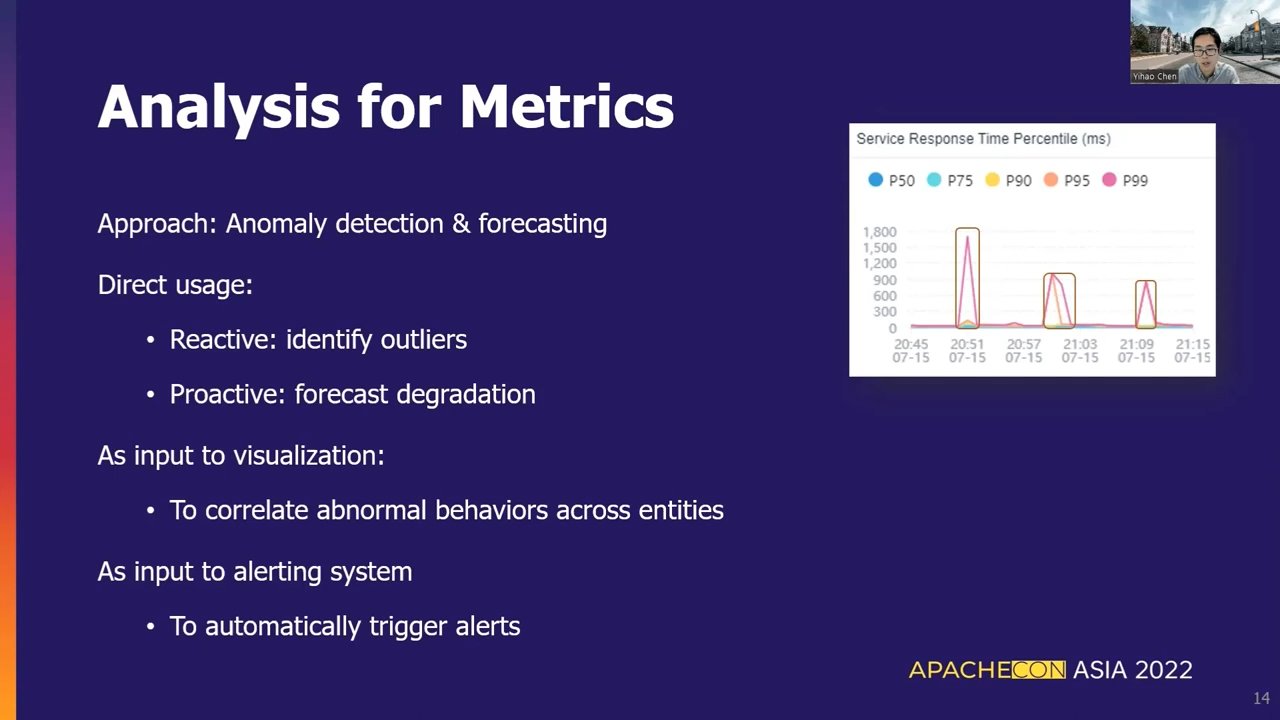 Yihao Chen
Analysis for Metrics
Service Response Time Percentile (ms)
P50 P75 P90 P95 P99
1,800
1,500
1,200
900
600
300
0
20:45 20:51 20:57 21:03 21:09 21:15
07-15 07-15 07-15 07-15 07-15 07-15
Approach: Anomaly detection & forecasting
Direct usage:
• Reactive: identify outliers
• Proactive: forecast degradation
As input to visualization:
• To correlate abnormal behaviors across entities
As input to alerting system
• To automatically trigger alerts
APACHECON ASIA 2022
14